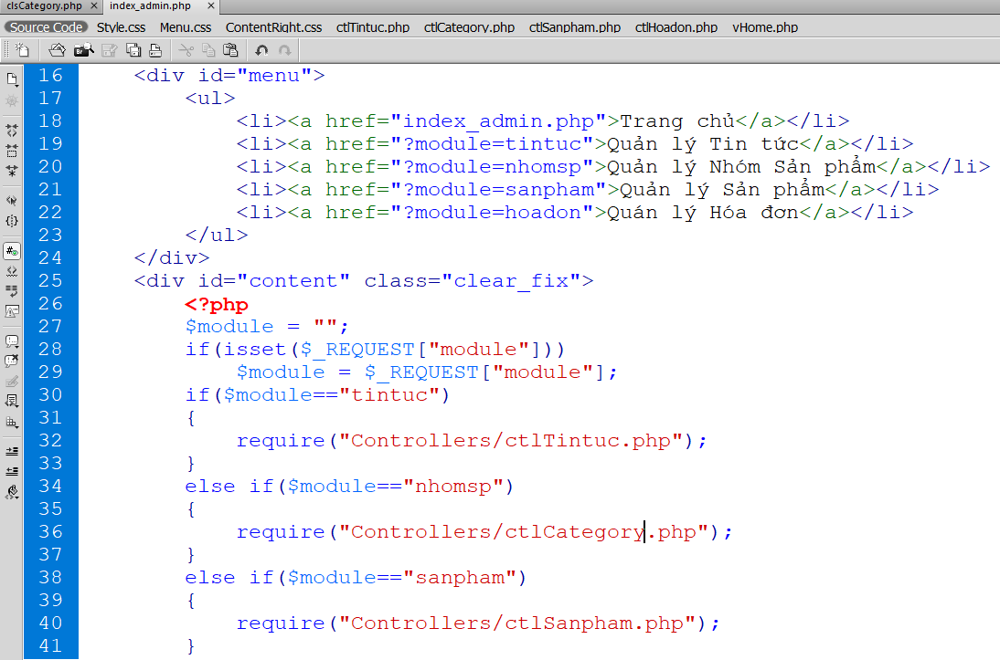 clsCategory.php × index_admin.php ×
Source Code Style.css Menu.css ContentRight.css ctlTintuc.php ctlCategory.php ctlSanpham.php ctlHoadon.php vHome.php
Br
16 <div id="menu">
17 <ul>
18 <li><a href="index_admin.php">Trang chủ</a></li>
19 <li><a href="?module=tintuc">Quản lý Tin tức</a></li>
20 <li><a href="?module=nhomsp">Quản lý Nhóm Sản phẩm</a></li>
21 <li><a href="?module=sanpham">Quản lý Sản phẩm</a></li>
22 <li><a href="?module=hoadon">Quán lý Hóa đơn</a></li>
23 </ul>
24 </div>
25 <div id="content" class="clear_fix">
26 <?php
27 $module = "";
28 if(isset($_REQUEST["module"]))
29 $module = $_REQUEST["module"];
30 if($module=="tintuc")
31 {
32 require("Controllers/ctlTintuc.php");
33 }
34 else if($module=="nhomsp")
35 {
36 require("Controllers/ctlCategory.php");
37 }
38 else if($module=="sanpham")
39 {
40 require("Controllers/ctlSanpham.php");
41 }